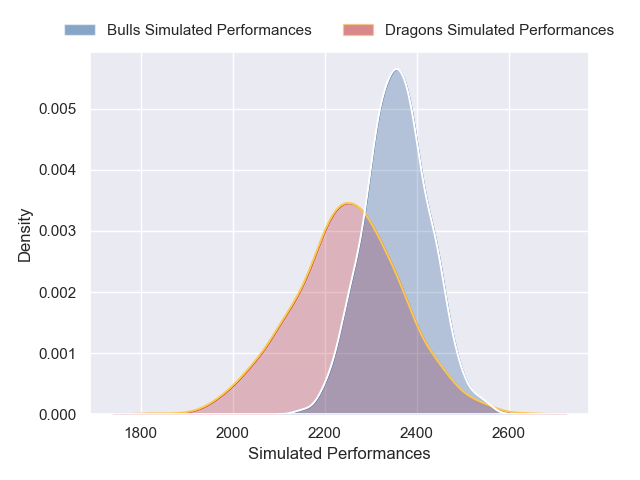 Bulls Simulated Performances Dragons Simulated Performances
0.005
0.004
0.003
0.002
0.001
0.000
Density
1800 2000 2200 2400 2600
Simulated Performances